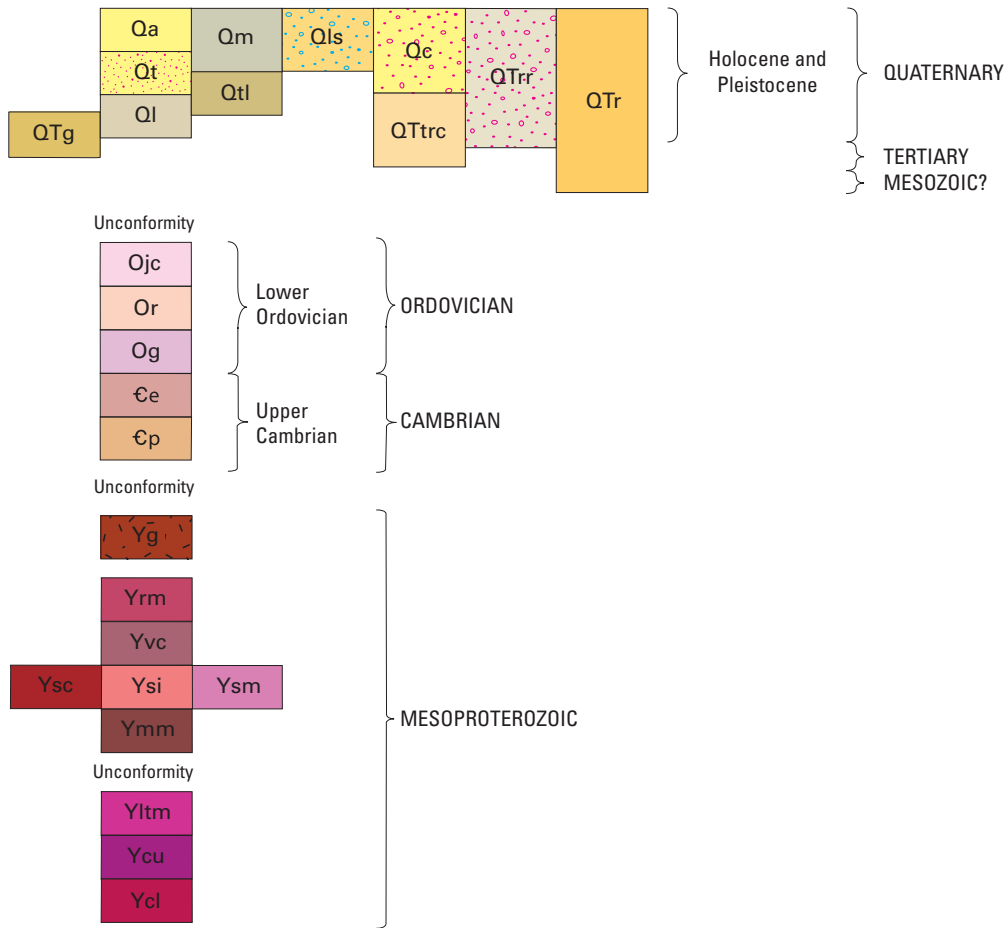 Qa
Qm
Qls
Qc
QTrr
QTr
Qt
Qtl
Ql
QTg
QTtrc
Holocene and
Pleistocene
QUATERNARY
TERTIARY
MESOZOIC?
Unconformity
Ojc
Or
Og
Ꞓe
Ꞓp
Lower
Ordovician
ORDOVICIAN
Upper
Cambrian
CAMBRIAN
Unconformity
Yg
Yrm
Yvc
Ysc
Ysi
Ysm
Ymm
MESOPROTEROZOIC
Unconformity
Yltm
Ycu
Ycl